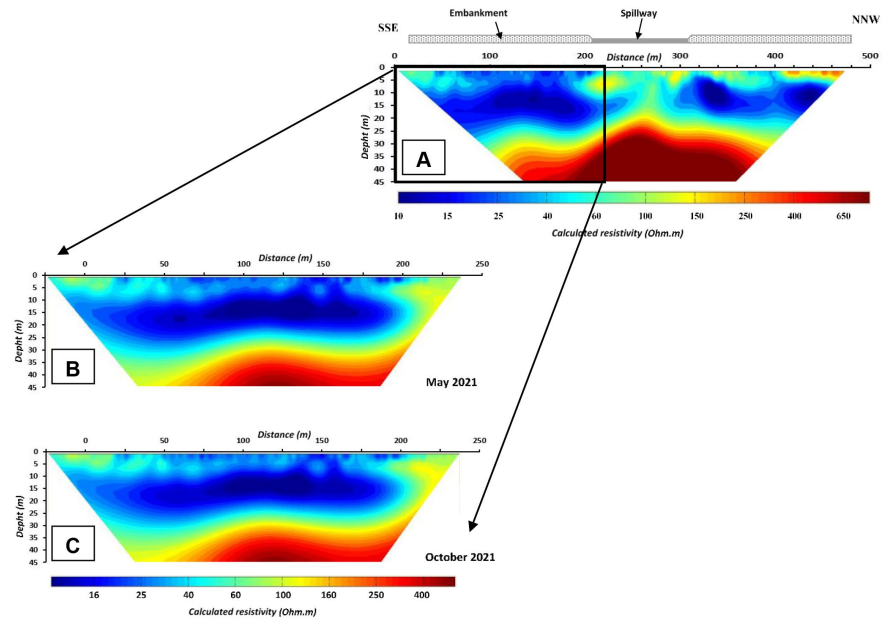 Embankment
Spillway
SSE
NNW
0 100 200 Distance (m) 300 400 500
0
5
10
15
20
25
30
35
40
45
Depht (m)
A
10 15 25 40 60 100 150 250 400 650
Calculated resistivity (Ohm.m)
Distance (m)
0 50 100 150 200 250
0
5
10
15
20
25
30
35
40
45
Depht (m)
B
May 2021
Distance (m)
0 50 100 150 200 250
0
5
10
15
20
25
30
35
40
45
Depht (m)
C
October 2021
16 25 40 60 100 160 250 400
Calculated resistivity (Ohm.m)